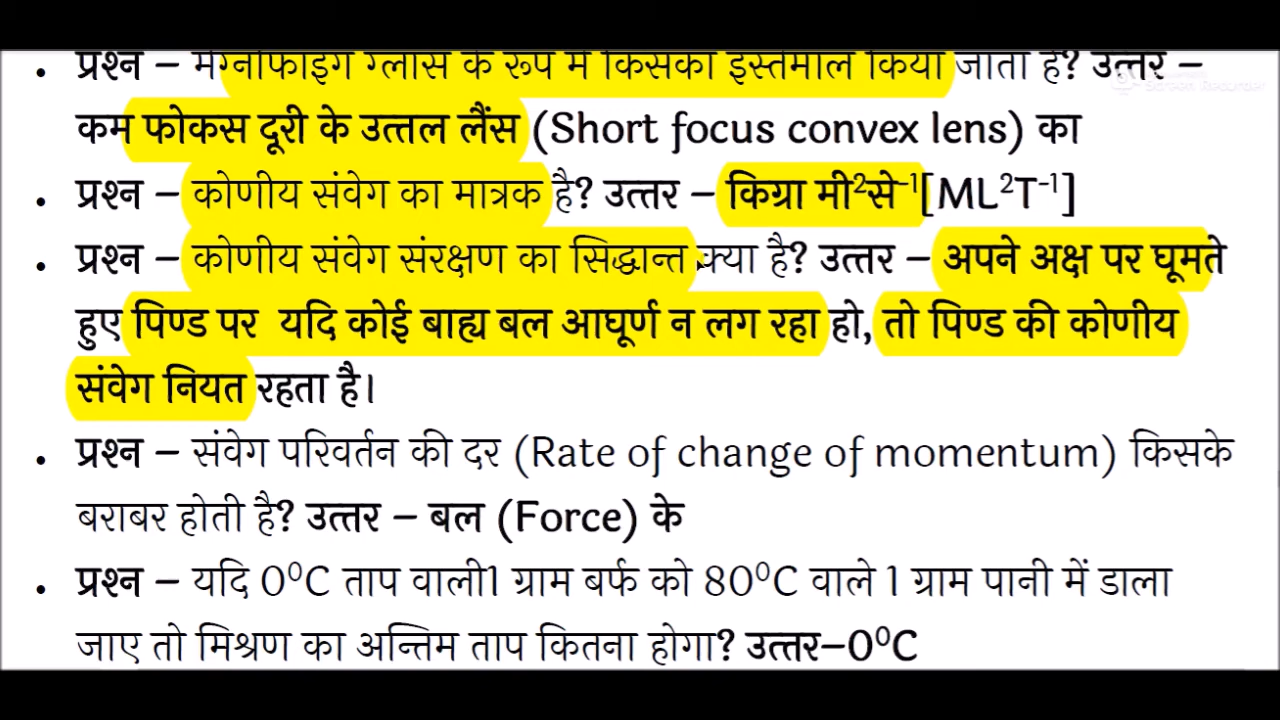 • प्रश्न – मैग्नीफाइंग ग्लास के रूप में किसका इस्तेमाल किया जाता है? उत्तर –
Screen Recorder
कम फोकस दूरी के उत्तल लैंस (Short focus convex lens) का
• प्रश्न – कोणीय संवेग का मात्रक है? उत्तर – किग्रा मी²से⁻¹[ML²T⁻¹]
• प्रश्न – कोणीय संवेग संरक्षण का सिद्धान्त क्या है? उत्तर – अपने अक्ष पर घूमते
हुए पिण्ड पर यदि कोई बाह्य बल आघूर्ण न लग रहा हो, तो पिण्ड की कोणीय
संवेग नियत रहता है।
• प्रश्न – संवेग परिवर्तन की दर (Rate of change of momentum) किसके
बराबर होती है? उत्तर – बल (Force) के
• प्रश्न – यदि 0⁰C ताप वाली1 ग्राम बर्फ को 80⁰C वाले 1 ग्राम पानी में डाला
जाए तो मिश्रण का अन्तिम ताप कितना होगा? उत्तर–0⁰C